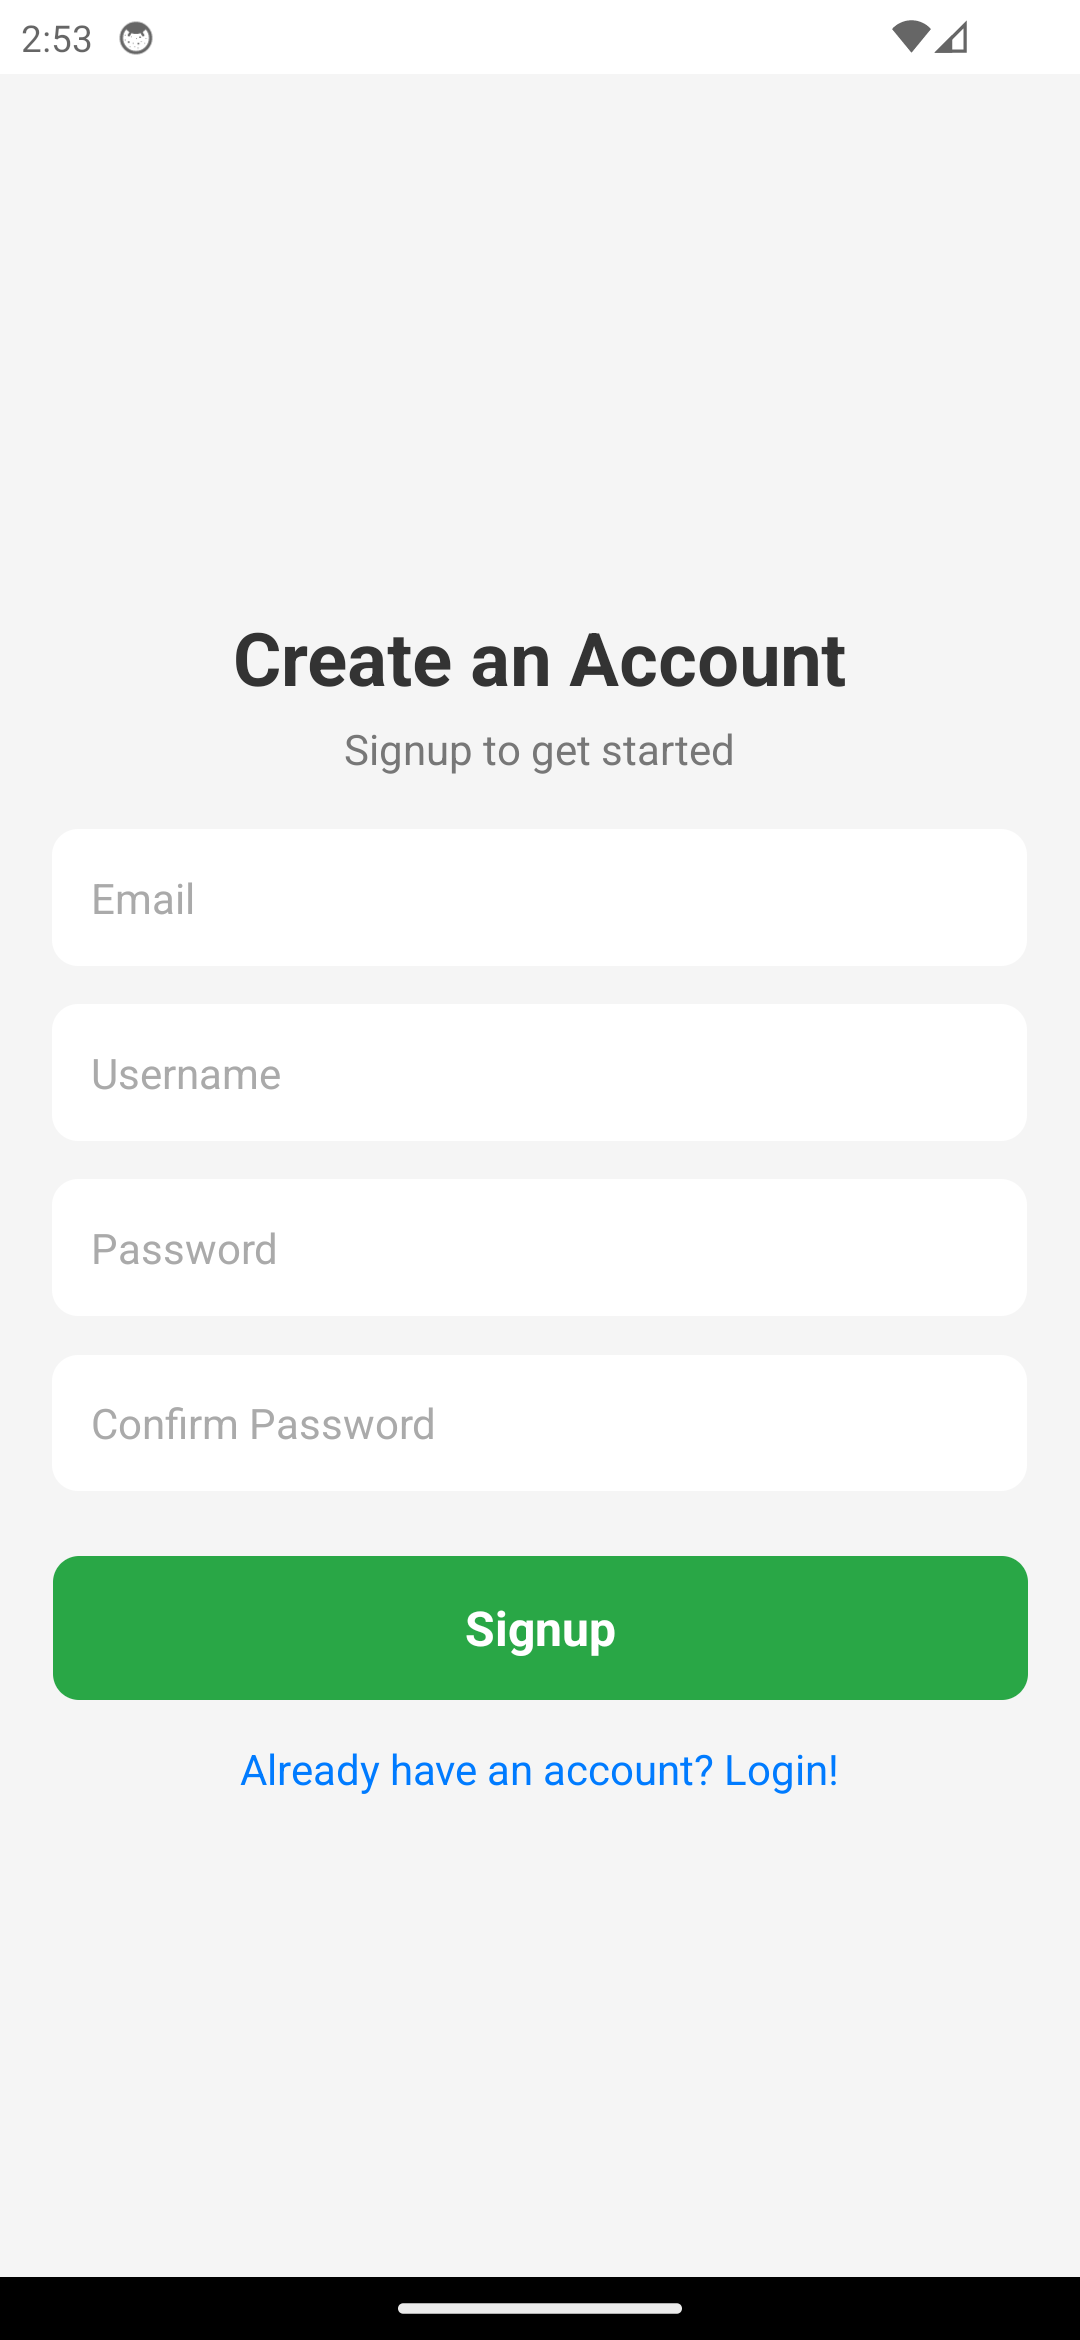 2:53
Create an Account
Signup to get started
Email
Username
Password
Confirm Password
Signup
Already have an account? Login!